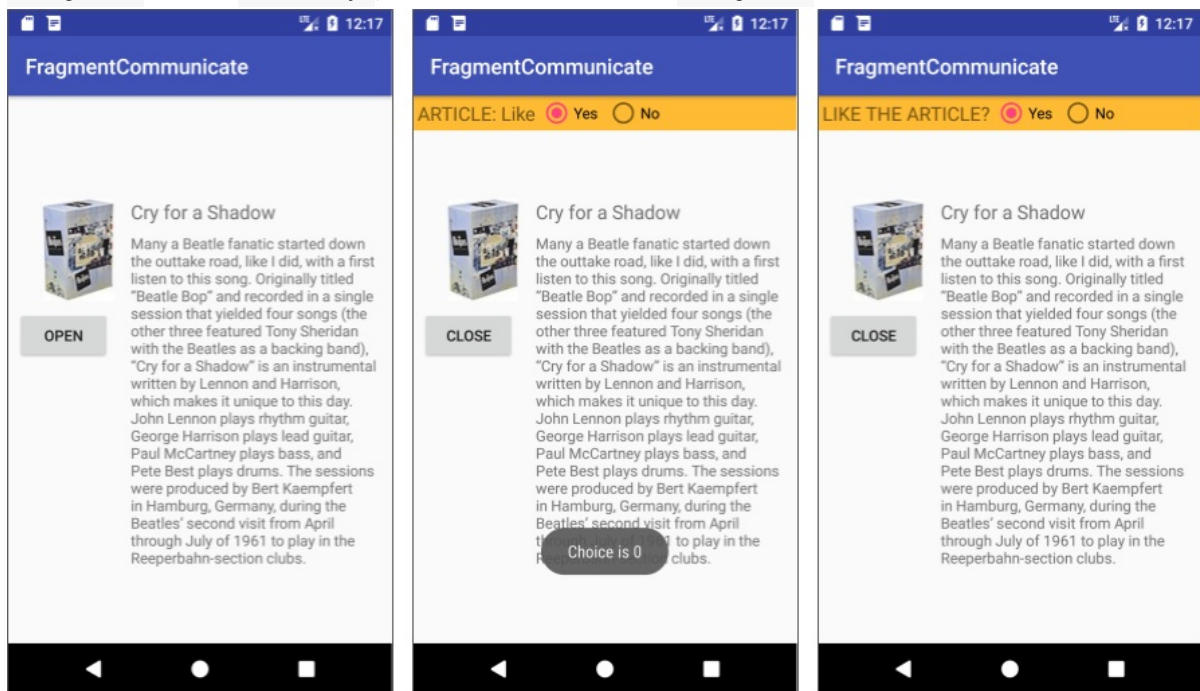 12:17
FragmentCommunicate
Cry for a Shadow
Many a Beatle fanatic started down
the outtake road, like I did, with a first
listen to this song. Originally titled
"Beatle Bop" and recorded in a single
session that yielded four songs (the
other three featured Tony Sheridan
with the Beatles as a backing band),
"Cry for a Shadow" is an instrumental
written by Lennon and Harrison,
which makes it unique to this day.
John Lennon plays rhythm guitar,
George Harrison plays lead guitar,
Paul McCartney plays bass, and
Pete Best plays drums. The sessions
were produced by Bert Kaempfert
in Hamburg, Germany, during the
Beatles' second visit from April
through July of 1961 to play in the
Reeperbahn-section clubs.
OPEN
LTE 12:17
FragmentCommunicate
ARTICLE: Like Yes No
Cry for a Shadow
Many a Beatle fanatic started down
the outtake road, like I did, with a first
listen to this song. Originally titled
"Beatle Bop" and recorded in a single
session that yielded four songs (the
other three featured Tony Sheridan
with the Beatles as a backing band),
"Cry for a Shadow" is an instrumental
written by Lennon and Harrison,
which makes it unique to this day.
John Lennon plays rhythm guitar,
George Harrison plays lead guitar,
Paul McCartney plays bass, and
Pete Best plays drums. The sessions
were produced by Bert Kaempfert
in Hamburg, Germany, during the
Beatles' second visit from April
through July of 1961 to play in the
clubs.
CLOSE
Choice is 0
LTE 12:17
FragmentCommunicate
LIKE THE ARTICLE? Yes No
Cry for a Shadow
Many a Beatle fanatic started down
the outtake road, like I did, with a first
listen to this song. Originally titled
"Beatle Bop" and recorded in a single
session that yielded four songs (the
other three featured Tony Sheridan
with the Beatles as a backing band),
"Cry for a Shadow" is an instrumental
written by Lennon and Harrison,
which makes it unique to this day.
John Lennon plays rhythm guitar,
George Harrison plays lead guitar,
Paul McCartney plays bass, and
Pete Best plays drums. The sessions
were produced by Bert Kaempfert
in Hamburg, Germany, during the
Beatles' second visit from April
through July of 1961 to play in the
Reeperbahn-section clubs.
CLOSE